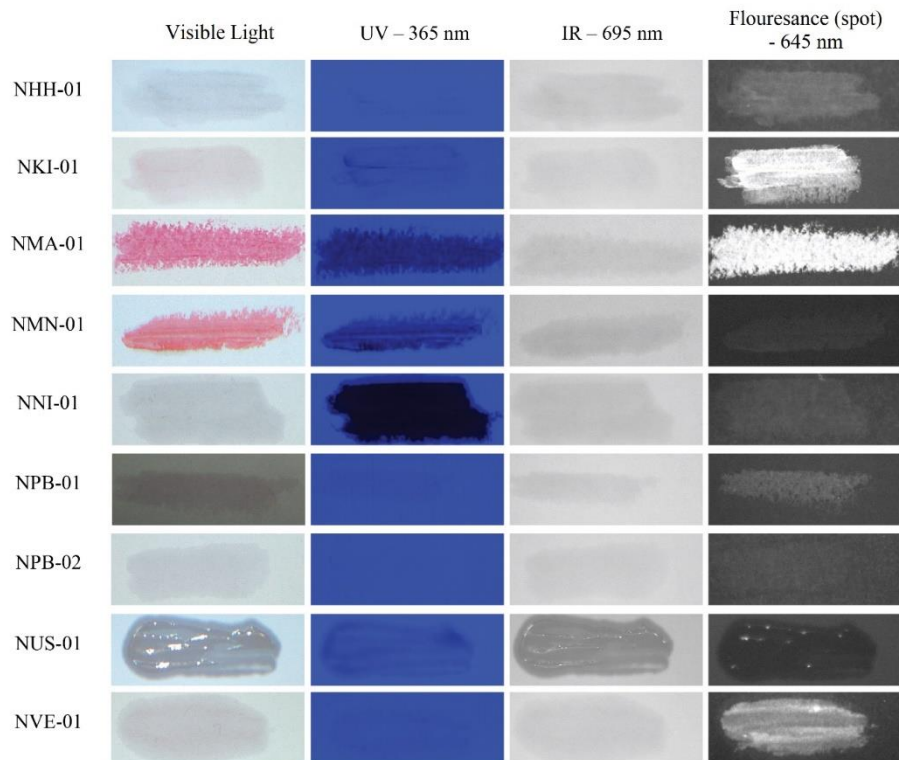 Visible Light UV – 365 nm IR – 695 nm Flouresance (spot)
- 645 nm
NHH-01
NKI-01
NMA-01
NMN-01
NNI-01
NPB-01
NPB-02
NUS-01
NVE-01